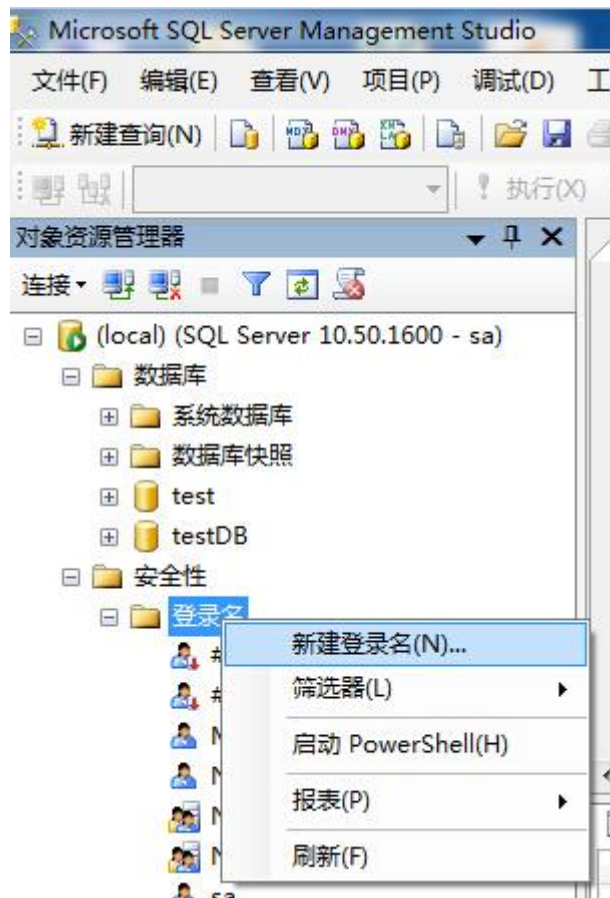 Microsoft SQL Server Management Studio
文件(F) 编辑(E) 查看(V) 项目(P) 调试(D)
新建查询(N)
执行(X)
对象资源管理器
连接
(local) (SQL Server 10.50.1600 - sa)
数据库
系统数据库
数据库快照
test
testDB
安全性
登录名
新建登录名(N)...
筛选器(L)
启动 PowerShell(H)
报表(P)
刷新(F)
sa